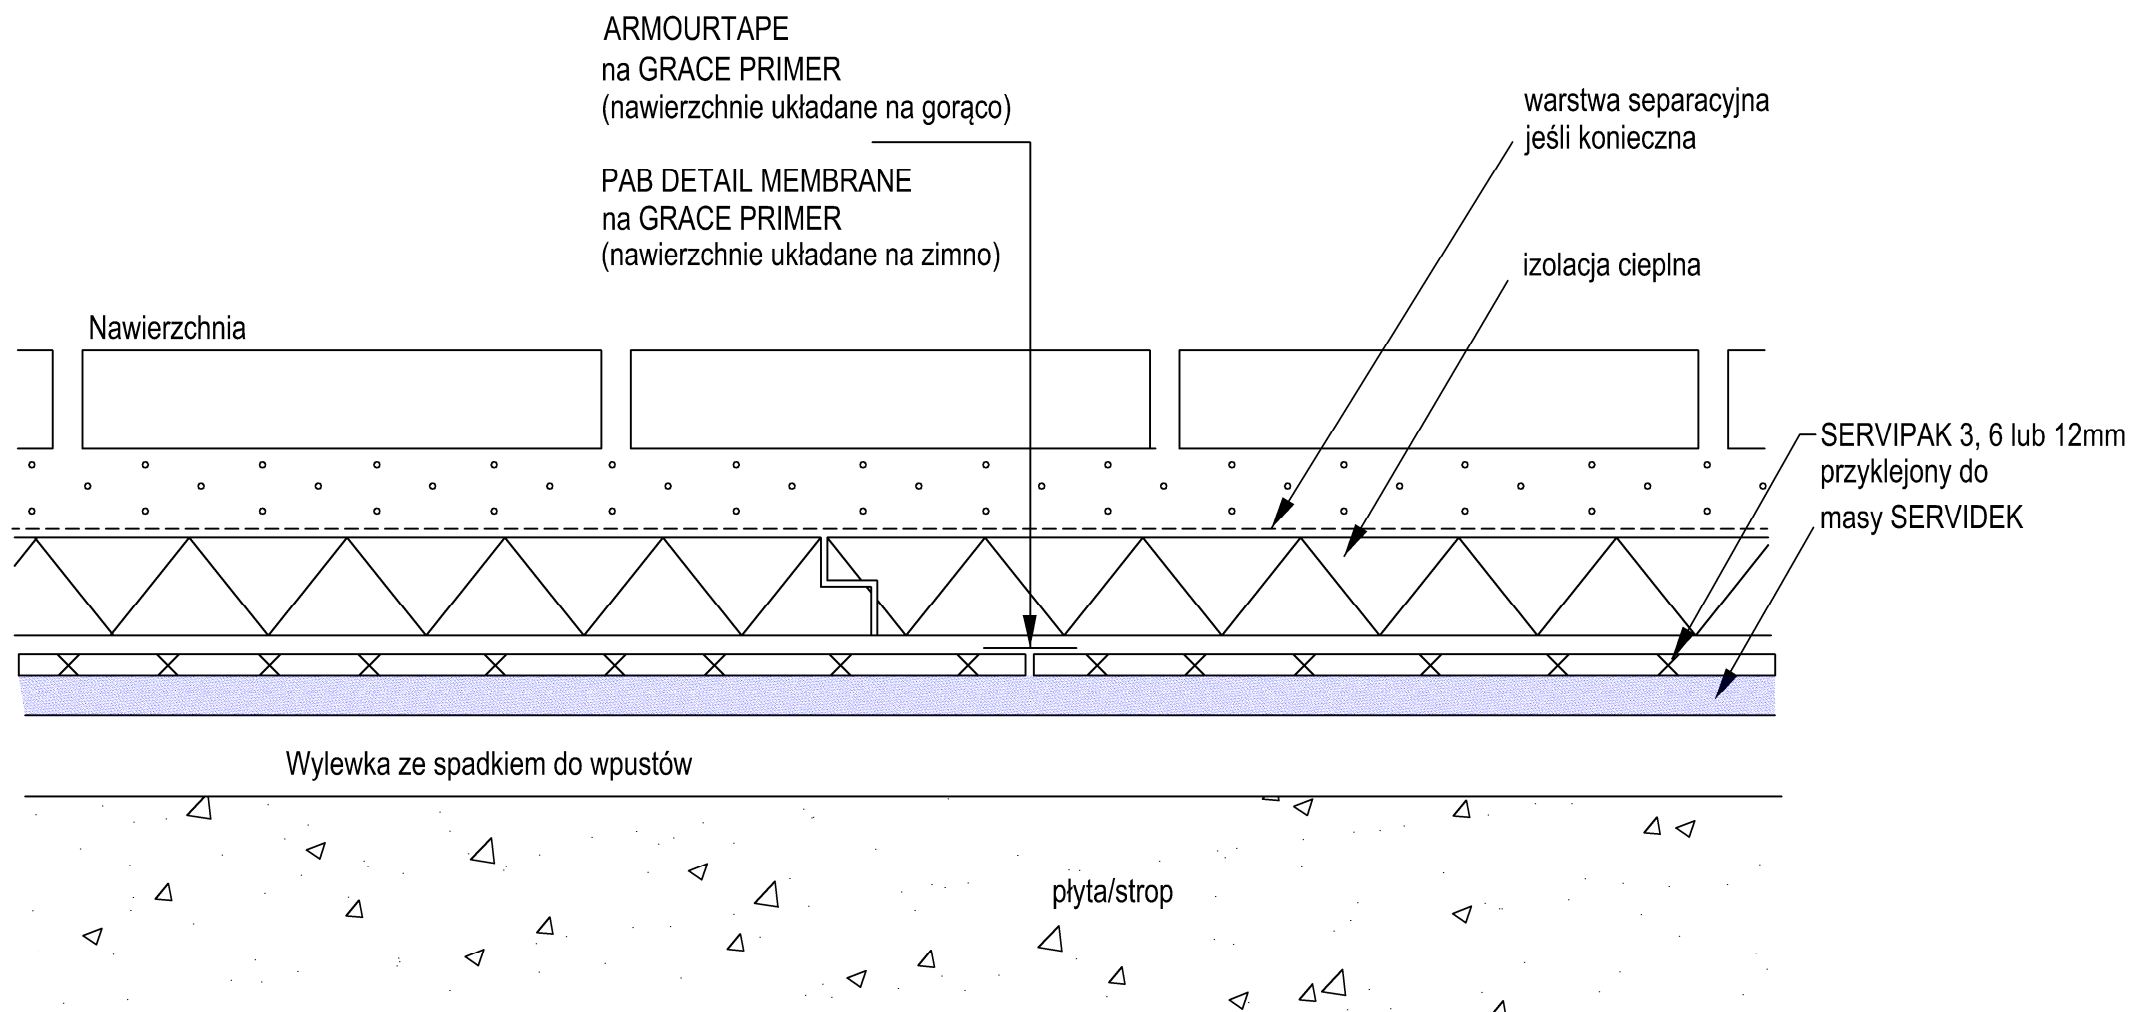 ARMOURTAPE
na GRACE PRIMER
(nawierzchnie układane na gorąco)
PAB DETAIL MEMBRANE
na GRACE PRIMER
(nawierzchnie układane na zimno)
warstwa separacyjna
jeśli konieczna
izolacja cieplna
Nawierzchnia
SERVIPAK 3, 6 lub 12mm
przyklejony do
masy SERVIDEK
Wylewka ze spadkiem do wpustów
płyta/strop